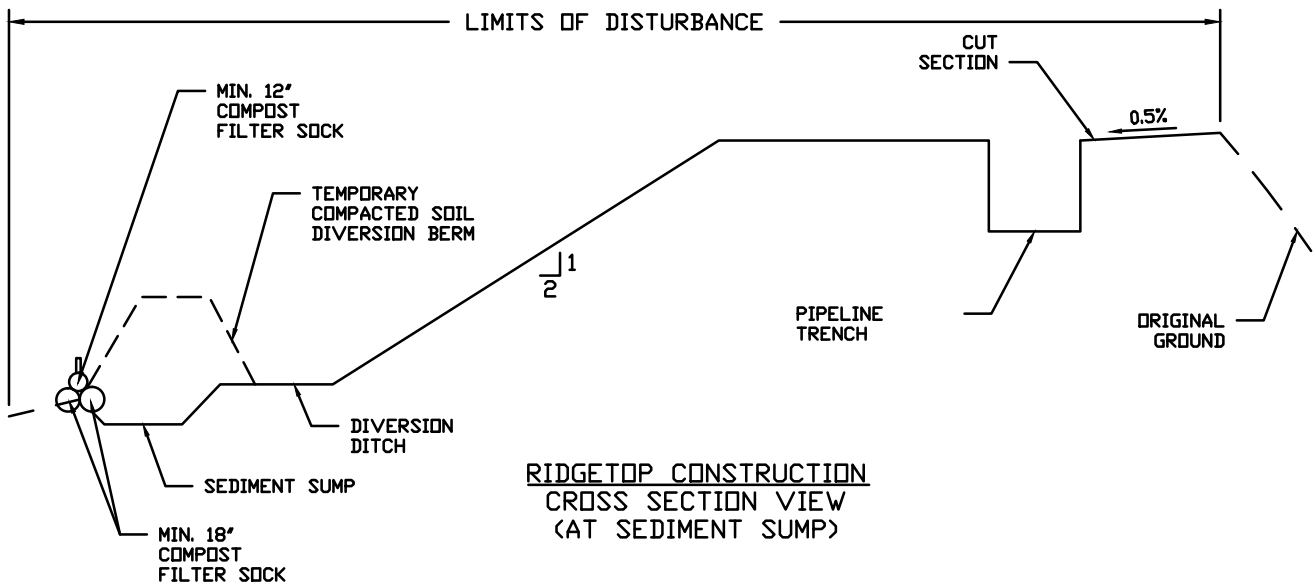 LIMITS OF DISTURBANCE
CUT
SECTION
0.5%
MIN. 12"
COMPOST
FILTER SOCK
TEMPORARY
COMPACTED SOIL
DIVERSION BERM
1
2
PIPELINE
TRENCH
ORIGINAL
GROUND
DIVERSION
DITCH
SEDIMENT SUMP
MIN. 18"
COMPOST
FILTER SOCK
RIDGETOP CONSTRUCTION
CROSS SECTION VIEW
(AT SEDIMENT SUMP)